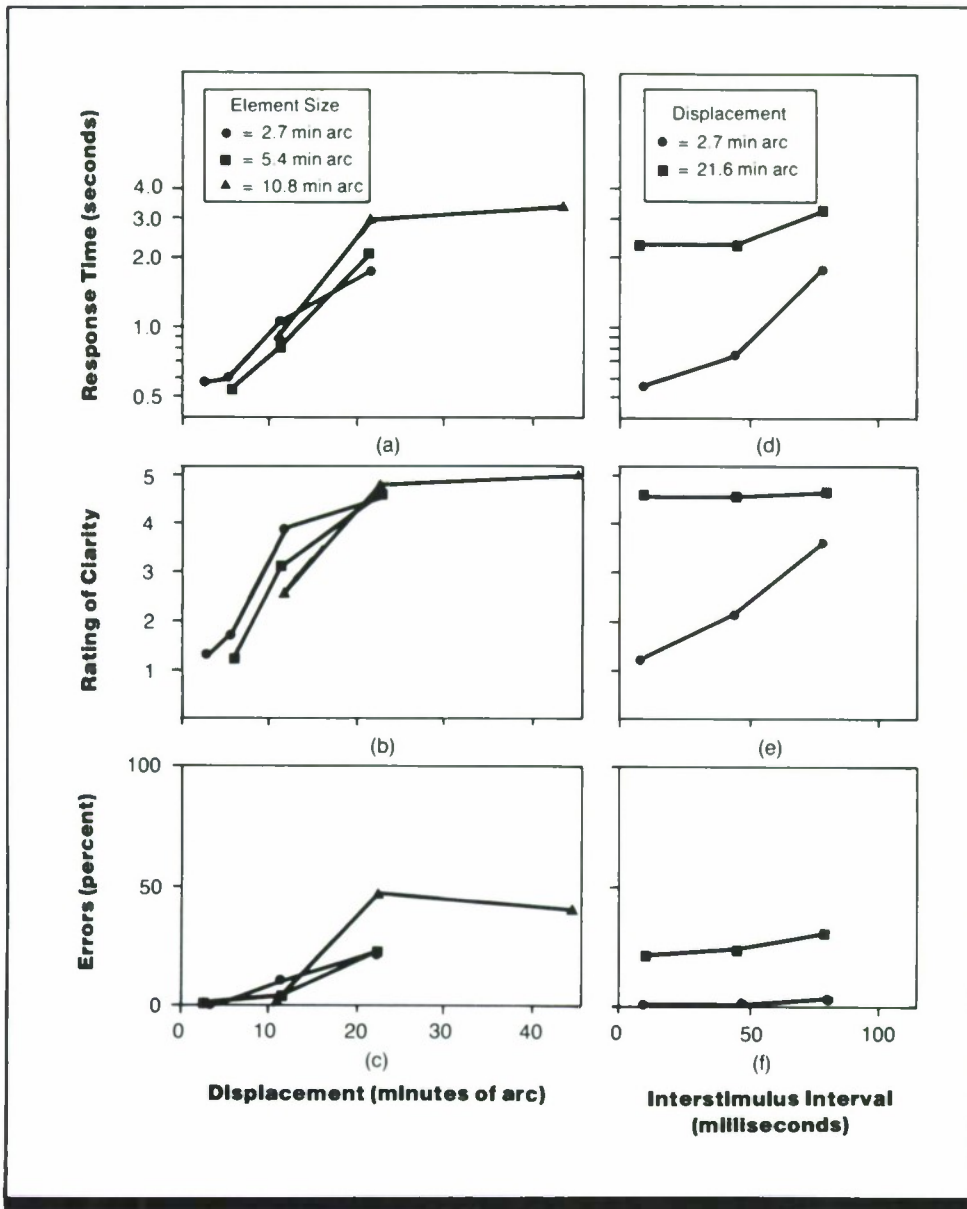 Response Time (seconds)
4.0
3.0
2.0
1.0
0.5
Element Size
● = 2.7 min arc
■ = 5.4 min arc
▲ = 10.8 min arc
(a)
Displacement
● = 2.7 min arc
■ = 21.6 min arc
(d)
Rating of Clarity
5
4
3
2
1
(b)
(e)
Errors (percent)
100
50
0
0 10 20 30 40
(c)
Displacement (minutes of arc)
0 50 100
(f)
Interstimulus Interval
(milliseconds)